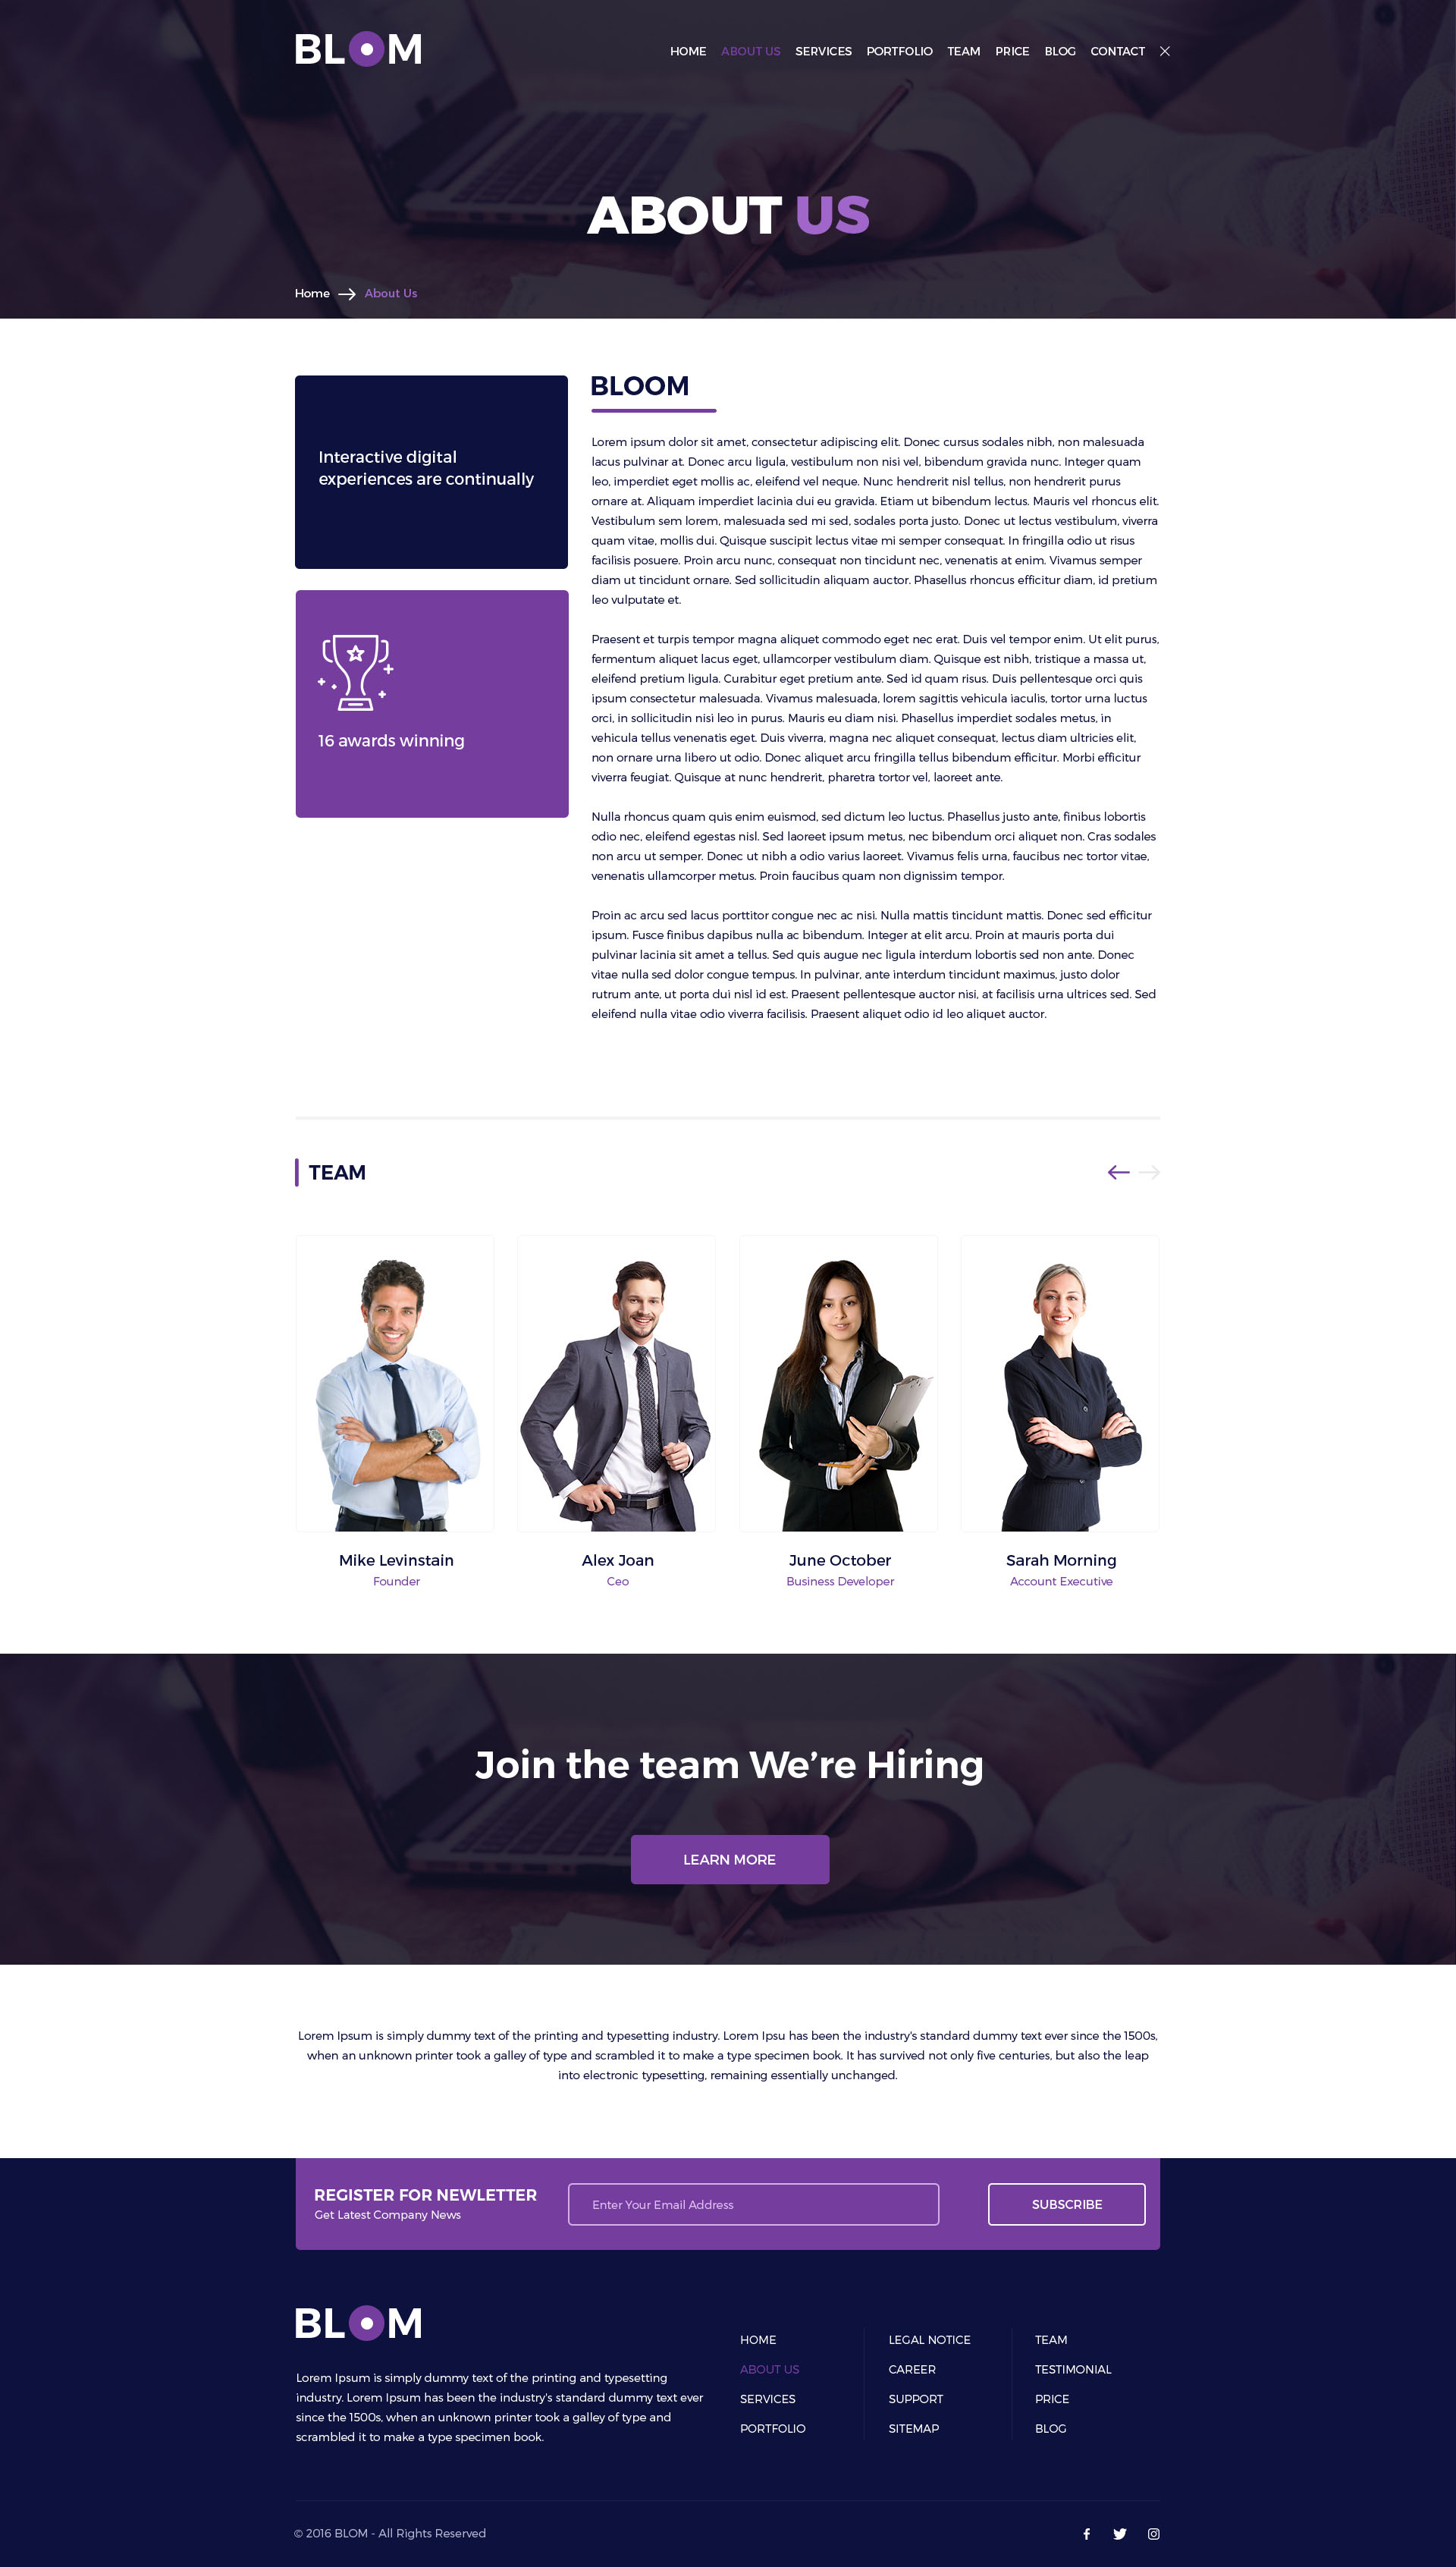 BLOM
HOME ABOUT US SERVICES PORTFOLIO TEAM PRICE BLOG CONTACT
ABOUT US
Home About Us
Interactive digital
experiences are continually
16 awards winning
BLOOM
Lorem ipsum dolor sit amet, consectetur adipiscing elit. Donec cursus sodales nibh, non malesuada
lacus pulvinar at. Donec arcu ligula, vestibulum non nisi vel, bibendum gravida nunc. Integer quam
leo, imperdiet eget mollis ac, eleifend vel neque. Nunc hendrerit nisl tellus, non hendrerit purus
ornare at. Aliquam imperdiet lacinia dui eu gravida. Etiam ut bibendum lectus. Mauris vel rhoncus elit.
Vestibulum sem lorem, malesuada sed mi sed, sodales porta justo. Donec ut lectus vestibulum, viverra
quam vitae, mollis dui. Quisque suscipit lectus vitae mi semper consequat. In fringilla odio ut risus
facilisis posuere. Proin arcu nunc, consequat non tincidunt nec, venenatis at enim. Vivamus semper
diam ut tincidunt ornare. Sed sollicitudin aliquam auctor. Phasellus rhoncus efficitur diam, id pretium
leo vulputate et.
Praesent et turpis tempor magna aliquet commodo eget nec erat. Duis vel tempor enim. Ut elit purus,
fermentum aliquet lacus eget, ullamcorper vestibulum diam. Quisque est nibh, tristique a massa ut,
eleifend pretium ligula. Curabitur eget pretium ante. Sed id quam risus. Duis pellentesque orci quis
ipsum consectetur malesuada. Vivamus malesuada, lorem sagittis vehicula iaculis, tortor urna luctus
orci, in sollicitudin nisi leo in purus. Mauris eu diam nisi. Phasellus imperdiet sodales metus, in
vehicula tellus venenatis eget. Duis viverra, magna nec aliquet consequat, lectus diam ultricies elit,
non ornare urna libero ut odio. Donec aliquet arcu fringilla tellus bibendum efficitur. Morbi efficitur
viverra feugiat. Quisque at nunc hendrerit, pharetra tortor vel, laoreet ante.
Nulla rhoncus quam quis enim euismod, sed dictum leo luctus. Phasellus justo ante, finibus lobortis
odio nec, eleifend egestas nisl. Sed laoreet ipsum metus, nec bibendum orci aliquet non. Cras sodales
non arcu ut semper. Donec ut nibh a odio varius laoreet. Vivamus felis urna, faucibus nec tortor vitae,
venenatis ullamcorper metus. Proin faucibus quam non dignissim tempor.
Proin ac arcu sed lacus porttitor congue nec ac nisi. Nulla mattis tincidunt mattis. Donec sed efficitur
ipsum. Fusce finibus dapibus nulla ac bibendum. Integer at elit arcu. Proin at mauris porta dui
pulvinar lacinia sit amet a tellus. Sed quis augue nec ligula interdum lobortis sed non ante. Donec
vitae nulla sed dolor congue tempus. In pulvinar, ante interdum tincidunt maximus, justo dolor
rutrum ante, ut porta dui nisl id est. Praesent pellentesque auctor nisi, at facilisis urna ultrices sed. Sed
eleifend nulla vitae odio viverra facilisis. Praesent aliquet odio id leo aliquet auctor.
TEAM
Mike Levinstain
Founder
Alex Joan
Ceo
June October
Business Developer
Sarah Morning
Account Executive
Join the team We’re Hiring
LEARN MORE
Lorem Ipsum is simply dummy text of the printing and typesetting industry. Lorem Ipsu has been the industry's standard dummy text ever since the 1500s,
when an unknown printer took a galley of type and scrambled it to make a type specimen book. It has survived not only five centuries, but also the leap
into electronic typesetting, remaining essentially unchanged.
REGISTER FOR NEWLETTER
Get Latest Company News
Enter Your Email Address
SUBSCRIBE
BLOM
Lorem Ipsum is simply dummy text of the printing and typesetting
industry. Lorem Ipsum has been the industry's standard dummy text ever
since the 1500s, when an unknown printer took a galley of type and
scrambled it to make a type specimen book.
HOME
ABOUT US
SERVICES
PORTFOLIO
LEGAL NOTICE
CAREER
SUPPORT
SITEMAP
TEAM
TESTIMONIAL
PRICE
BLOG
© 2016 BLOM - All Rights Reserved